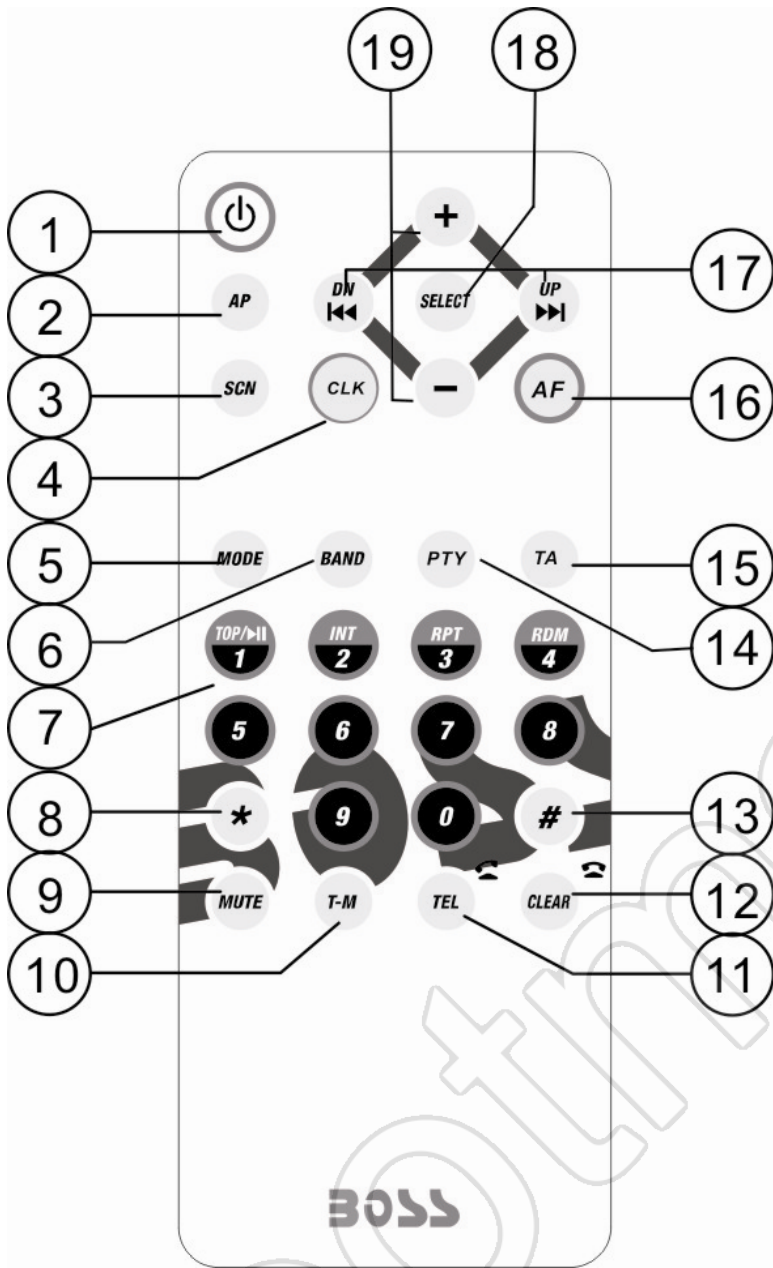 19 18
1
+
DN
UP
17
2
AP
SELECT
3
SCN
CLK
−
AF
16
4
5
MODE
BAND
PTY
TA
15
6
14
TOP/
INT
RPT
RDM
1
2
3
4
7
5
6
7
8
8
*
9
0
#
13
9
MUTE
T-M
TEL
CLEAR
12
10
11
BOSS